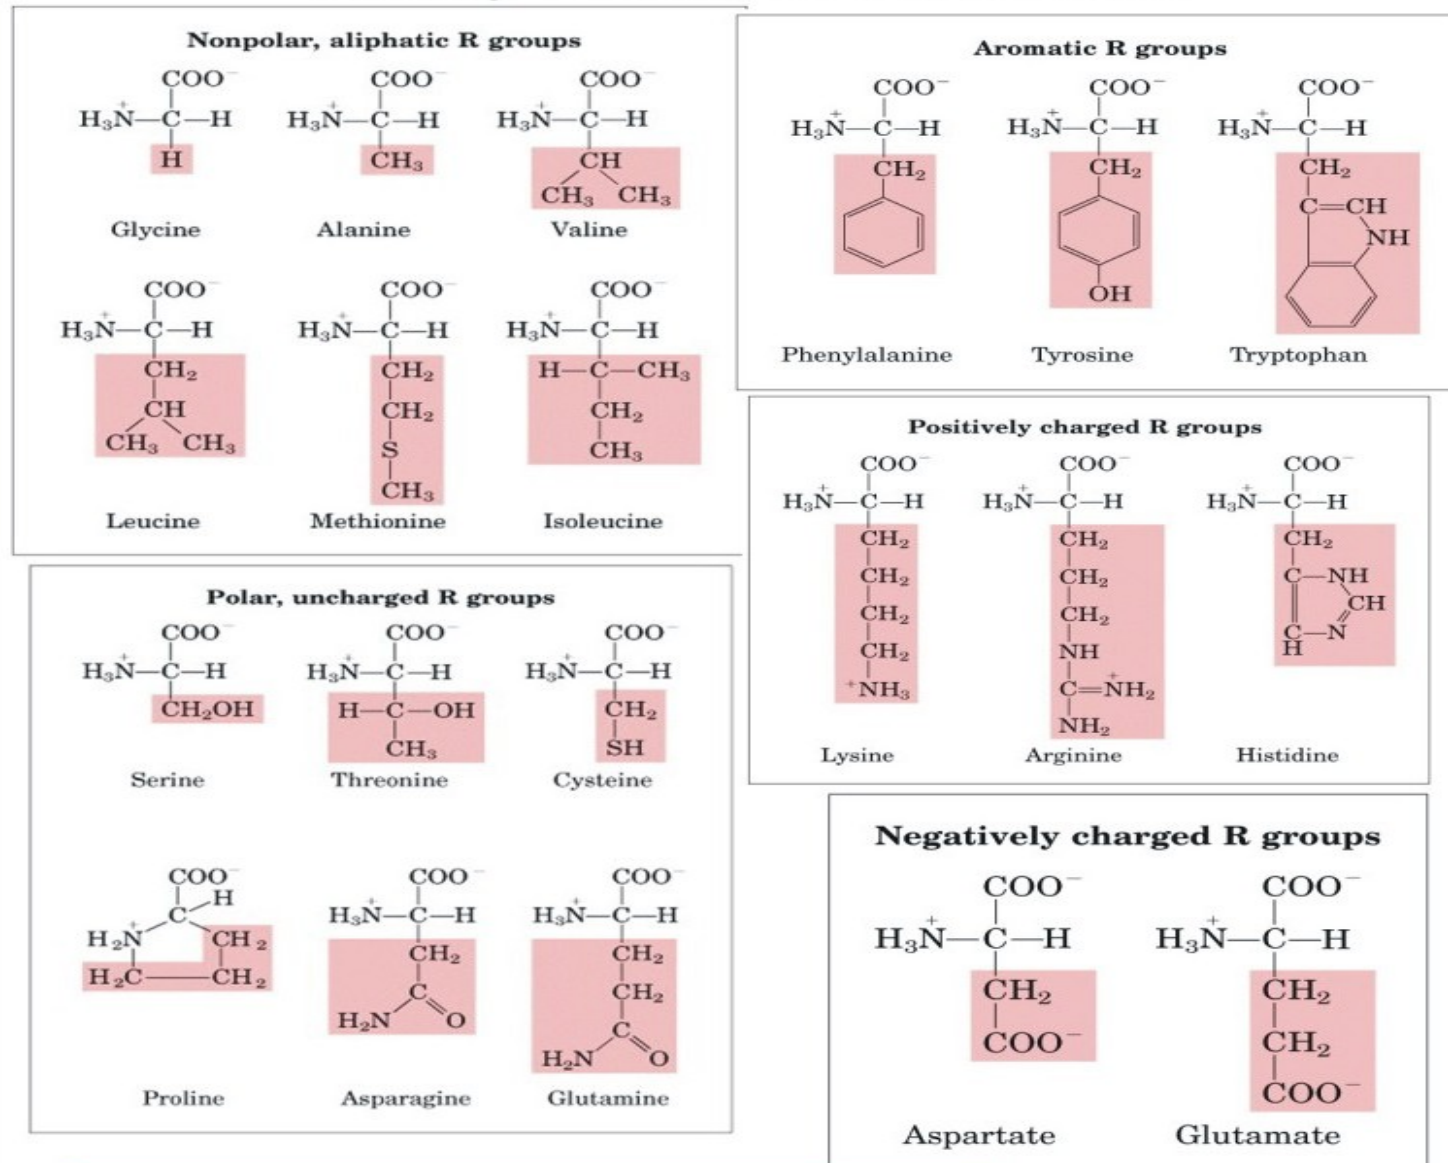 Nonpolar, aliphatic R groups
COO⁻ COO⁻ COO⁻
H₃N⁺—C—H H₃N⁺—C—H H₃N⁺—C—H
H CH₃ CH
CH₃ CH₃
Glycine Alanine Valine
COO⁻ COO⁻ COO⁻
H₃N⁺—C—H H₃N⁺—C—H H₃N⁺—C—H
CH₂ CH₂ H—C—CH₃
CH CH₂ CH₂
CH₃ CH₃ S CH₃
CH₃
Leucine Methionine Isoleucine
Aromatic R groups
COO⁻ COO⁻ COO⁻
H₃N⁺—C—H H₃N⁺—C—H H₃N⁺—C—H
CH₂ CH₂ CH₂
C=CH
NH
OH
Phenylalanine Tyrosine Tryptophan
Positively charged R groups
COO⁻ COO⁻ COO⁻
H₃N⁺—C—H H₃N⁺—C—H H₃N⁺—C—H
CH₂ CH₂ CH₂
CH₂ CH₂ C—NH
CH
CH₂ CH₂ C—N
H
CH₂ NH
⁺NH₃ C=N⁺H₂
NH₂
Lysine Arginine Histidine
Polar, uncharged R groups
COO⁻ COO⁻ COO⁻
H₃N⁺—C—H H₃N⁺—C—H H₃N⁺—C—H
CH₂OH H—C—OH CH₂
CH₃ SH
Serine Threonine Cysteine
COO⁻ COO⁻ COO⁻
H
C
H₂N⁺ H₃N⁺—C—H H₃N⁺—C—H
CH₂ CH₂ CH₂
H₂C—CH₂ C CH₂
H₂N O C
H₂N O
Proline Asparagine Glutamine
Negatively charged R groups
COO⁻ COO⁻
H₃N⁺—C—H H₃N⁺—C—H
CH₂ CH₂
COO⁻ CH₂
COO⁻
Aspartate Glutamate